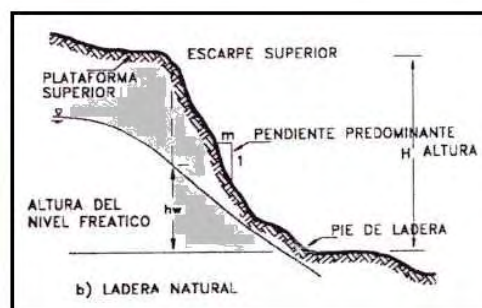 ESCARPE SUPERIOR
PLATAFORMA
SUPERIOR
m
1
PENDIENTE PREDOMINANTE
H ALTURA
ALTURA DEL
NIVEL FREATICO
hw
PIE DE LADERA
b) LADERA NATURAL